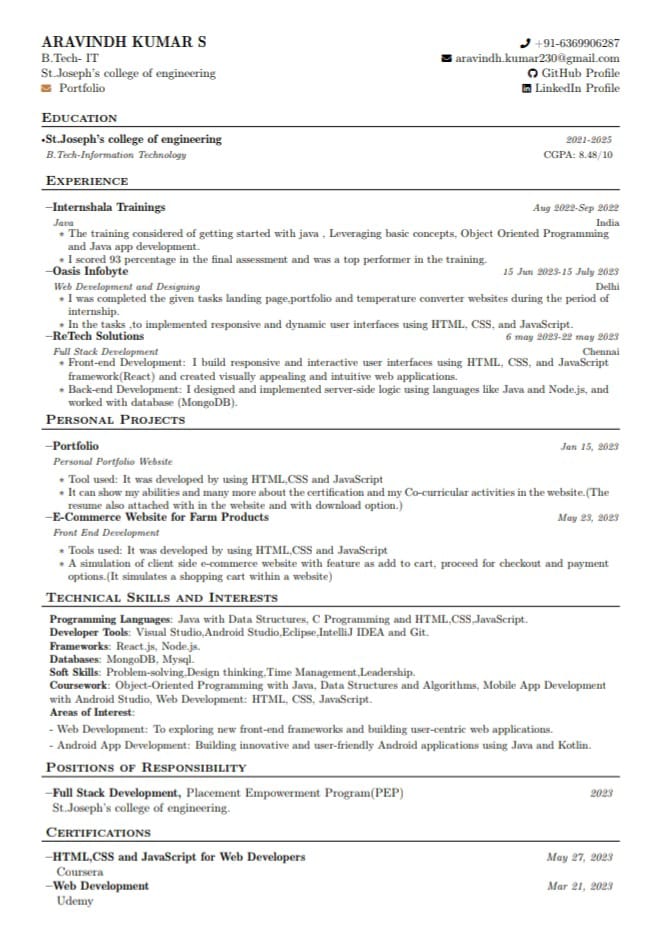 ARAVINDH KUMAR S
B.Tech- IT
St.Joseph's college of engineering
Portfolio
+91-6369906287
aravindh.kumar230@gmail.com
GitHub Profile
LinkedIn Profile
EDUCATION
•St.Joseph's college of engineering 2021-2025
B.Tech-Information Technology CGPA: 8.48/10
EXPERIENCE
–Internshala Trainings Aug 2022-Sep 2022
Java India
∗ The training considered of getting started with java , Leveraging basic concepts, Object Oriented Programming
and Java app development.
∗ I scored 93 percentage in the final assessment and was a top performer in the training.
–Oasis Infobyte 15 Jun 2023-15 July 2023
Web Development and Designing Delhi
∗ I was completed the given tasks landing page,portfolio and temperature converter websites during the period of
internship.
∗ In the tasks ,to implemented responsive and dynamic user interfaces using HTML, CSS, and JavaScript.
–ReTech Solutions 6 may 2023-22 may 2023
Full Stack Development Chennai
∗ Front-end Development: I build responsive and interactive user interfaces using HTML, CSS, and JavaScript
framework(React) and created visually appealing and intuitive web applications.
∗ Back-end Development: I designed and implemented server-side logic using languages like Java and Node.js, and
worked with database (MongoDB).
PERSONAL PROJECTS
–Portfolio Jan 15, 2023
Personal Portfolio Website
∗ Tool used: It was developed by using HTML,CSS and JavaScript
∗ It can show my abilities and many more about the certification and my Co-curricular activities in the website.(The
resume also attached with in the website and with download option.)
–E-Commerce Website for Farm Products May 23, 2023
Front End Development
∗ Tools used: It was developed by using HTML,CSS and JavaScript
∗ A simulation of client side e-commerce website with feature as add to cart, proceed for checkout and payment
options.(It simulates a shopping cart within a website)
TECHNICAL SKILLS AND INTERESTS
Programming Languages: Java with Data Structures, C Programming and HTML,CSS,JavaScript.
Developer Tools: Visual Studio,Android Studio,Eclipse,IntelliJ IDEA and Git.
Frameworks: React.js, Node.js.
Databases: MongoDB, Mysql.
Soft Skills: Problem-solving,Design thinking,Time Management,Leadership.
Coursework: Object-Oriented Programming with Java, Data Structures and Algorithms, Mobile App Development
with Android Studio, Web Development: HTML, CSS, JavaScript.
Areas of Interest:
- Web Development: To exploring new front-end frameworks and building user-centric web applications.
- Android App Development: Building innovative and user-friendly Android applications using Java and Kotlin.
POSITIONS OF RESPONSIBILITY
–Full Stack Development, Placement Empowerment Program(PEP) 2023
St.Joseph's college of engineering.
CERTIFICATIONS
–HTML,CSS and JavaScript for Web Developers May 27, 2023
Coursera
–Web Development Mar 21, 2023
Udemy